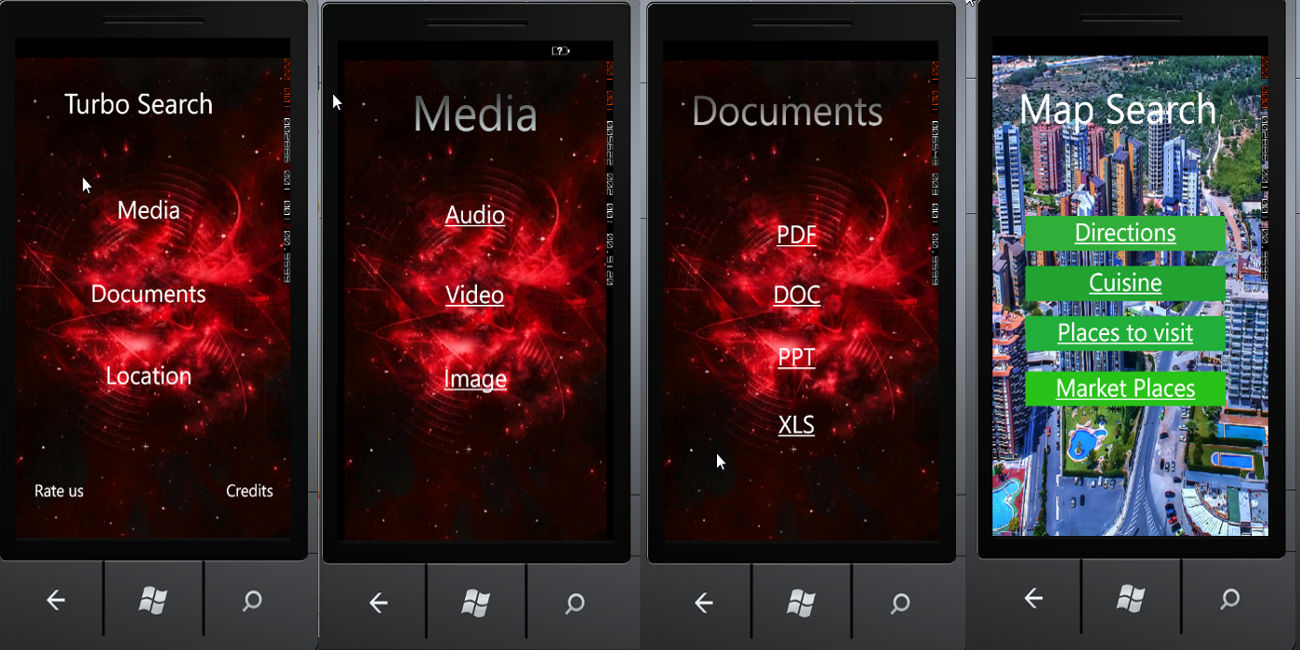 Turbo Search
Media
Documents
Location
Rate us
Credits
Media
Audio
Video
Image
Documents
PDF
DOC
PPT
XLS
Map Search
Directions
Cuisine
Places to visit
Market Places